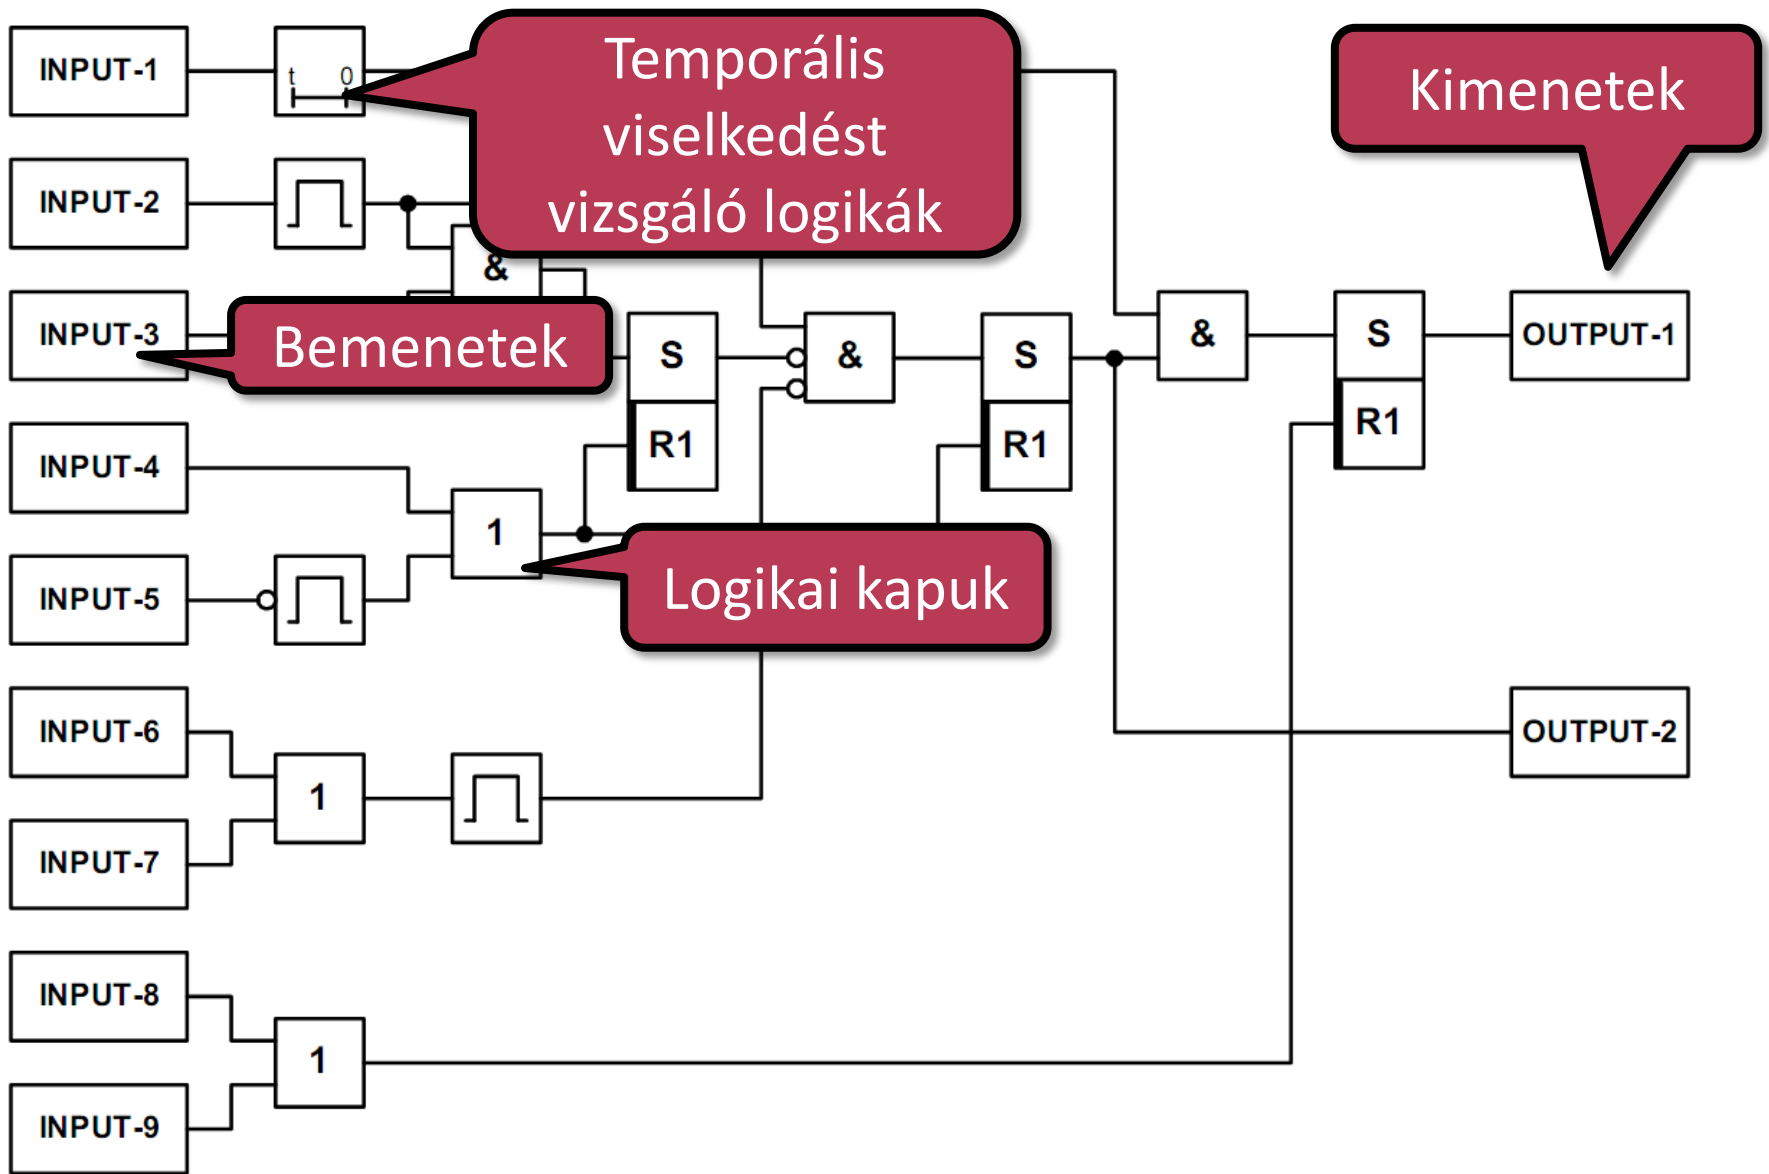 INPUT-1
t 0
Temporális
viselkedést
vizsgáló logikák
Kimenetek
INPUT-2
&
INPUT-3
Bemenetek
S
R1
&
S
R1
&
S
R1
OUTPUT-1
INPUT-4
1
INPUT-5
Logikai kapuk
INPUT-6
OUTPUT-2
1
INPUT-7
INPUT-8
1
INPUT-9